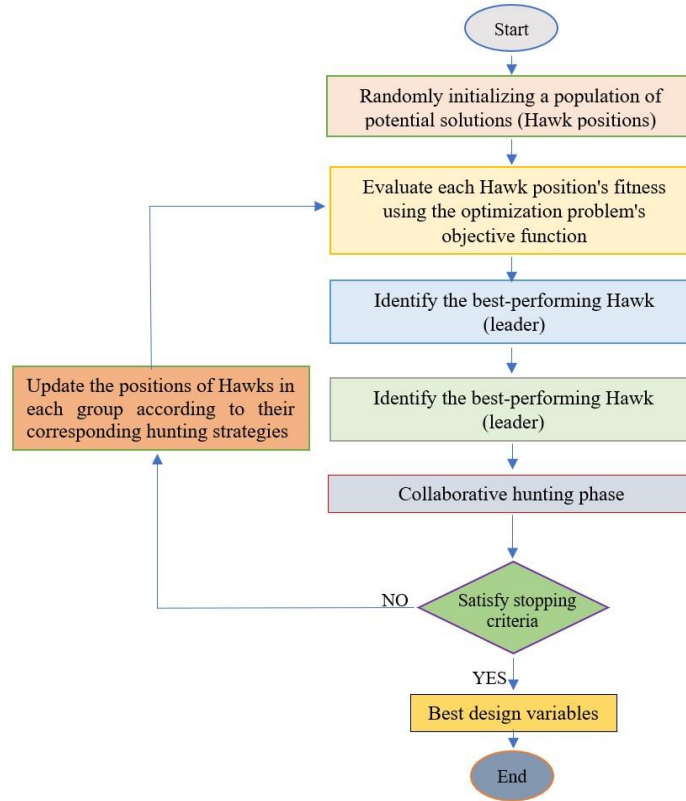 Start
Randomly initializing a population of
potential solutions (Hawk positions)
Evaluate each Hawk position's fitness
using the optimization problem's
objective function
Identify the best-performing Hawk
(leader)
Update the positions of Hawks in
each group according to their
corresponding hunting strategies
Identify the best-performing Hawk
(leader)
Collaborative hunting phase
NO
Satisfy stopping
criteria
YES
Best design variables
End